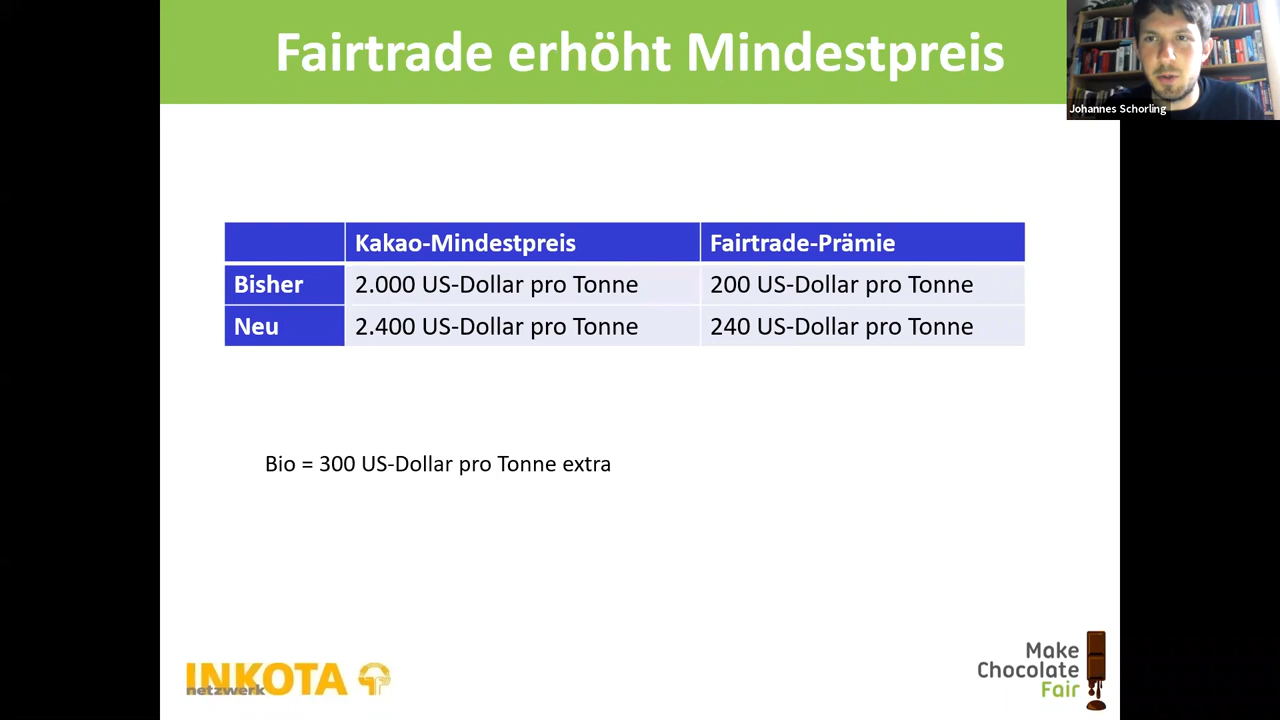 Fairtrade erhöht Mindestpreis
Johannes Schorling
Kakao-Mindestpreis Fairtrade-Prämie
Bisher 2.000 US-Dollar pro Tonne 200 US-Dollar pro Tonne
Neu 2.400 US-Dollar pro Tonne 240 US-Dollar pro Tonne
Bio = 300 US-Dollar pro Tonne extra
INKOTA
netzwerk
Make
Chocolate
Fair